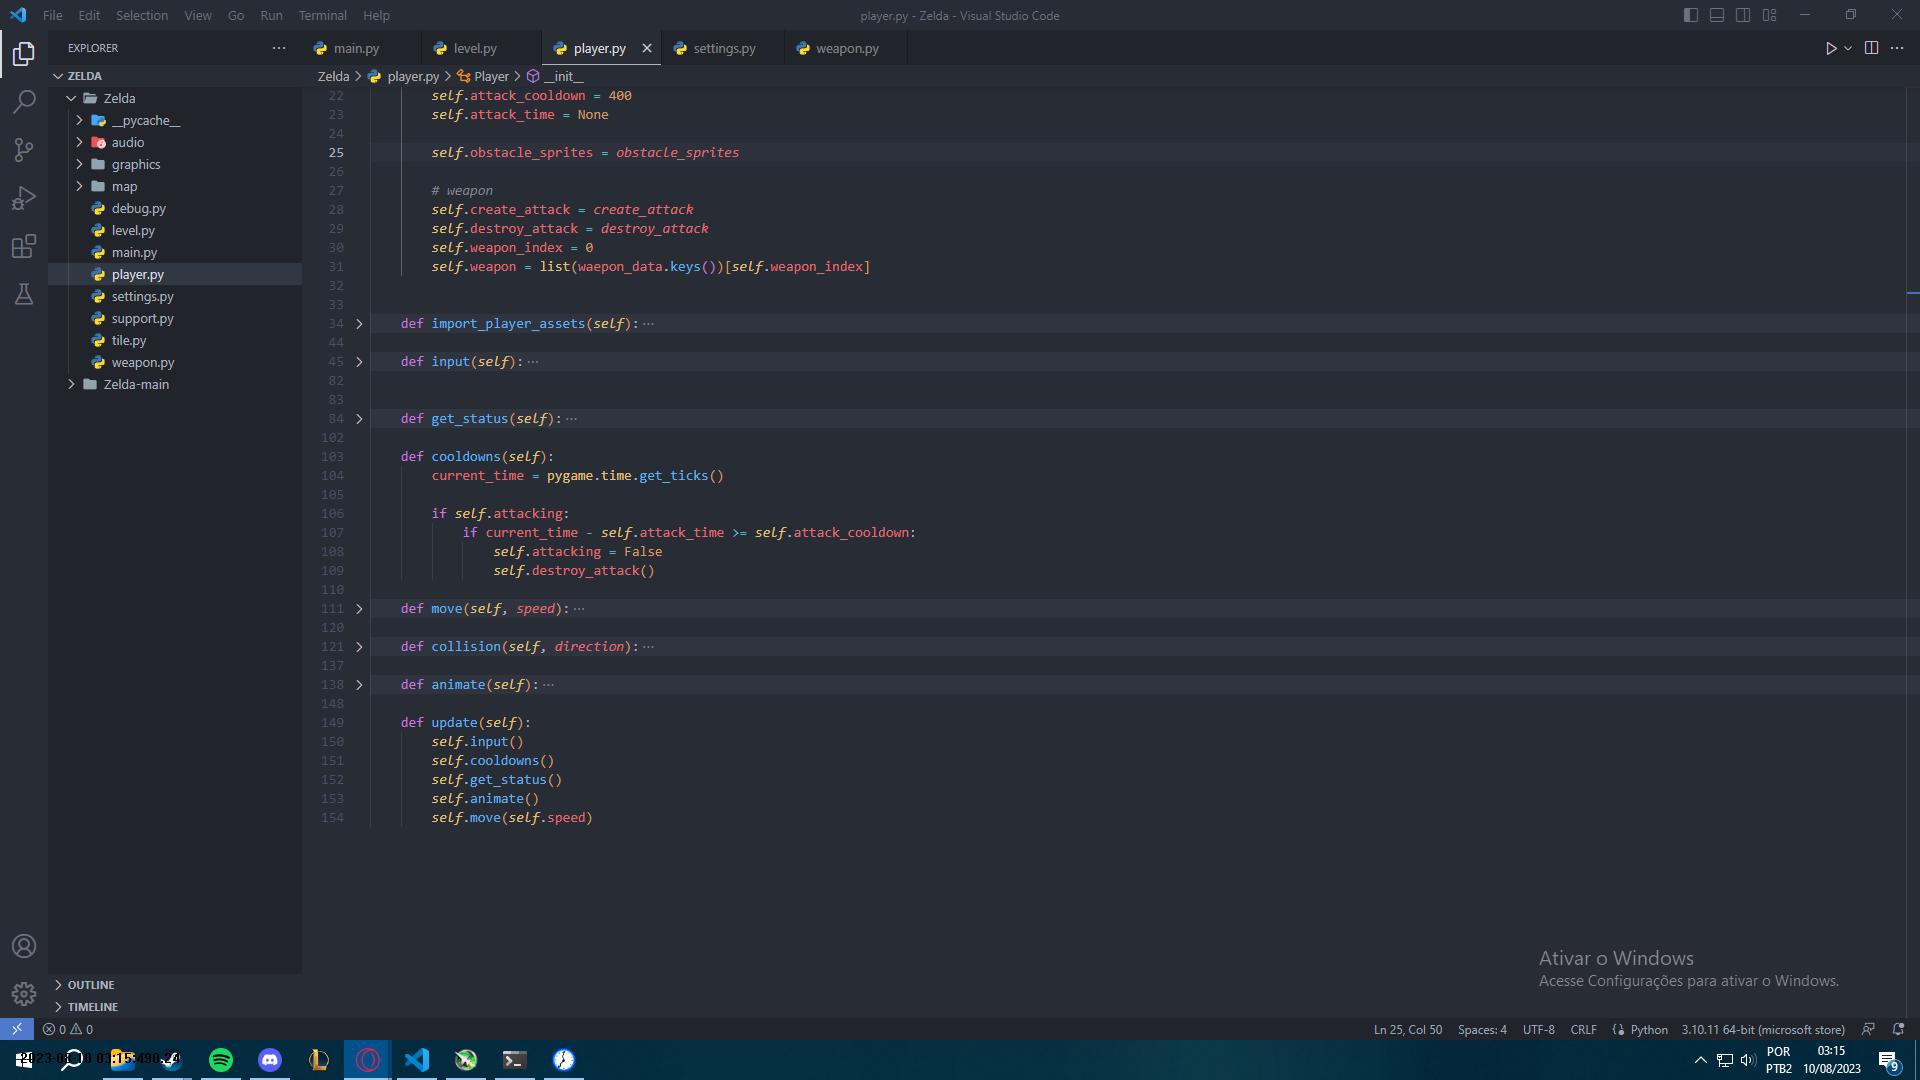 File Edit Selection View Go Run Terminal Help
player.py - Zelda - Visual Studio Code
EXPLORER
main.py level.py player.py settings.py weapon.py
ZELDA
Zelda > player.py > Player > __init__
Zelda
__pycache__
audio
graphics
map
debug.py
level.py
main.py
player.py
settings.py
support.py
tile.py
weapon.py
Zelda-main
OUTLINE
TIMELINE
22 self.attack_cooldown = 400
23 self.attack_time = None
24
25 self.obstacle_sprites = obstacle_sprites
26
27 # weapon
28 self.create_attack = create_attack
29 self.destroy_attack = destroy_attack
30 self.weapon_index = 0
31 self.weapon = list(waepon_data.keys())[self.weapon_index]
32
33
34 def import_player_assets(self): ···
44
45 def input(self): ···
82
83
84 def get_status(self): ···
102
103 def cooldowns(self):
104 current_time = pygame.time.get_ticks()
105
106 if self.attacking:
107 if current_time - self.attack_time >= self.attack_cooldown:
108 self.attacking = False
109 self.destroy_attack()
110
111 def move(self, speed): ···
120
121 def collision(self, direction): ···
137
138 def animate(self): ···
148
149 def update(self):
150 self.input()
151 self.cooldowns()
152 self.get_status()
153 self.animate()
154 self.move(self.speed)
Ativar o Windows
Acesse Configurações para ativar o Windows.
0 0
Ln 25, Col 50 Spaces: 4 UTF-8 CRLF Python 3.10.11 64-bit (microsoft store)
POR
PTB2
03:15
10/08/2023
9